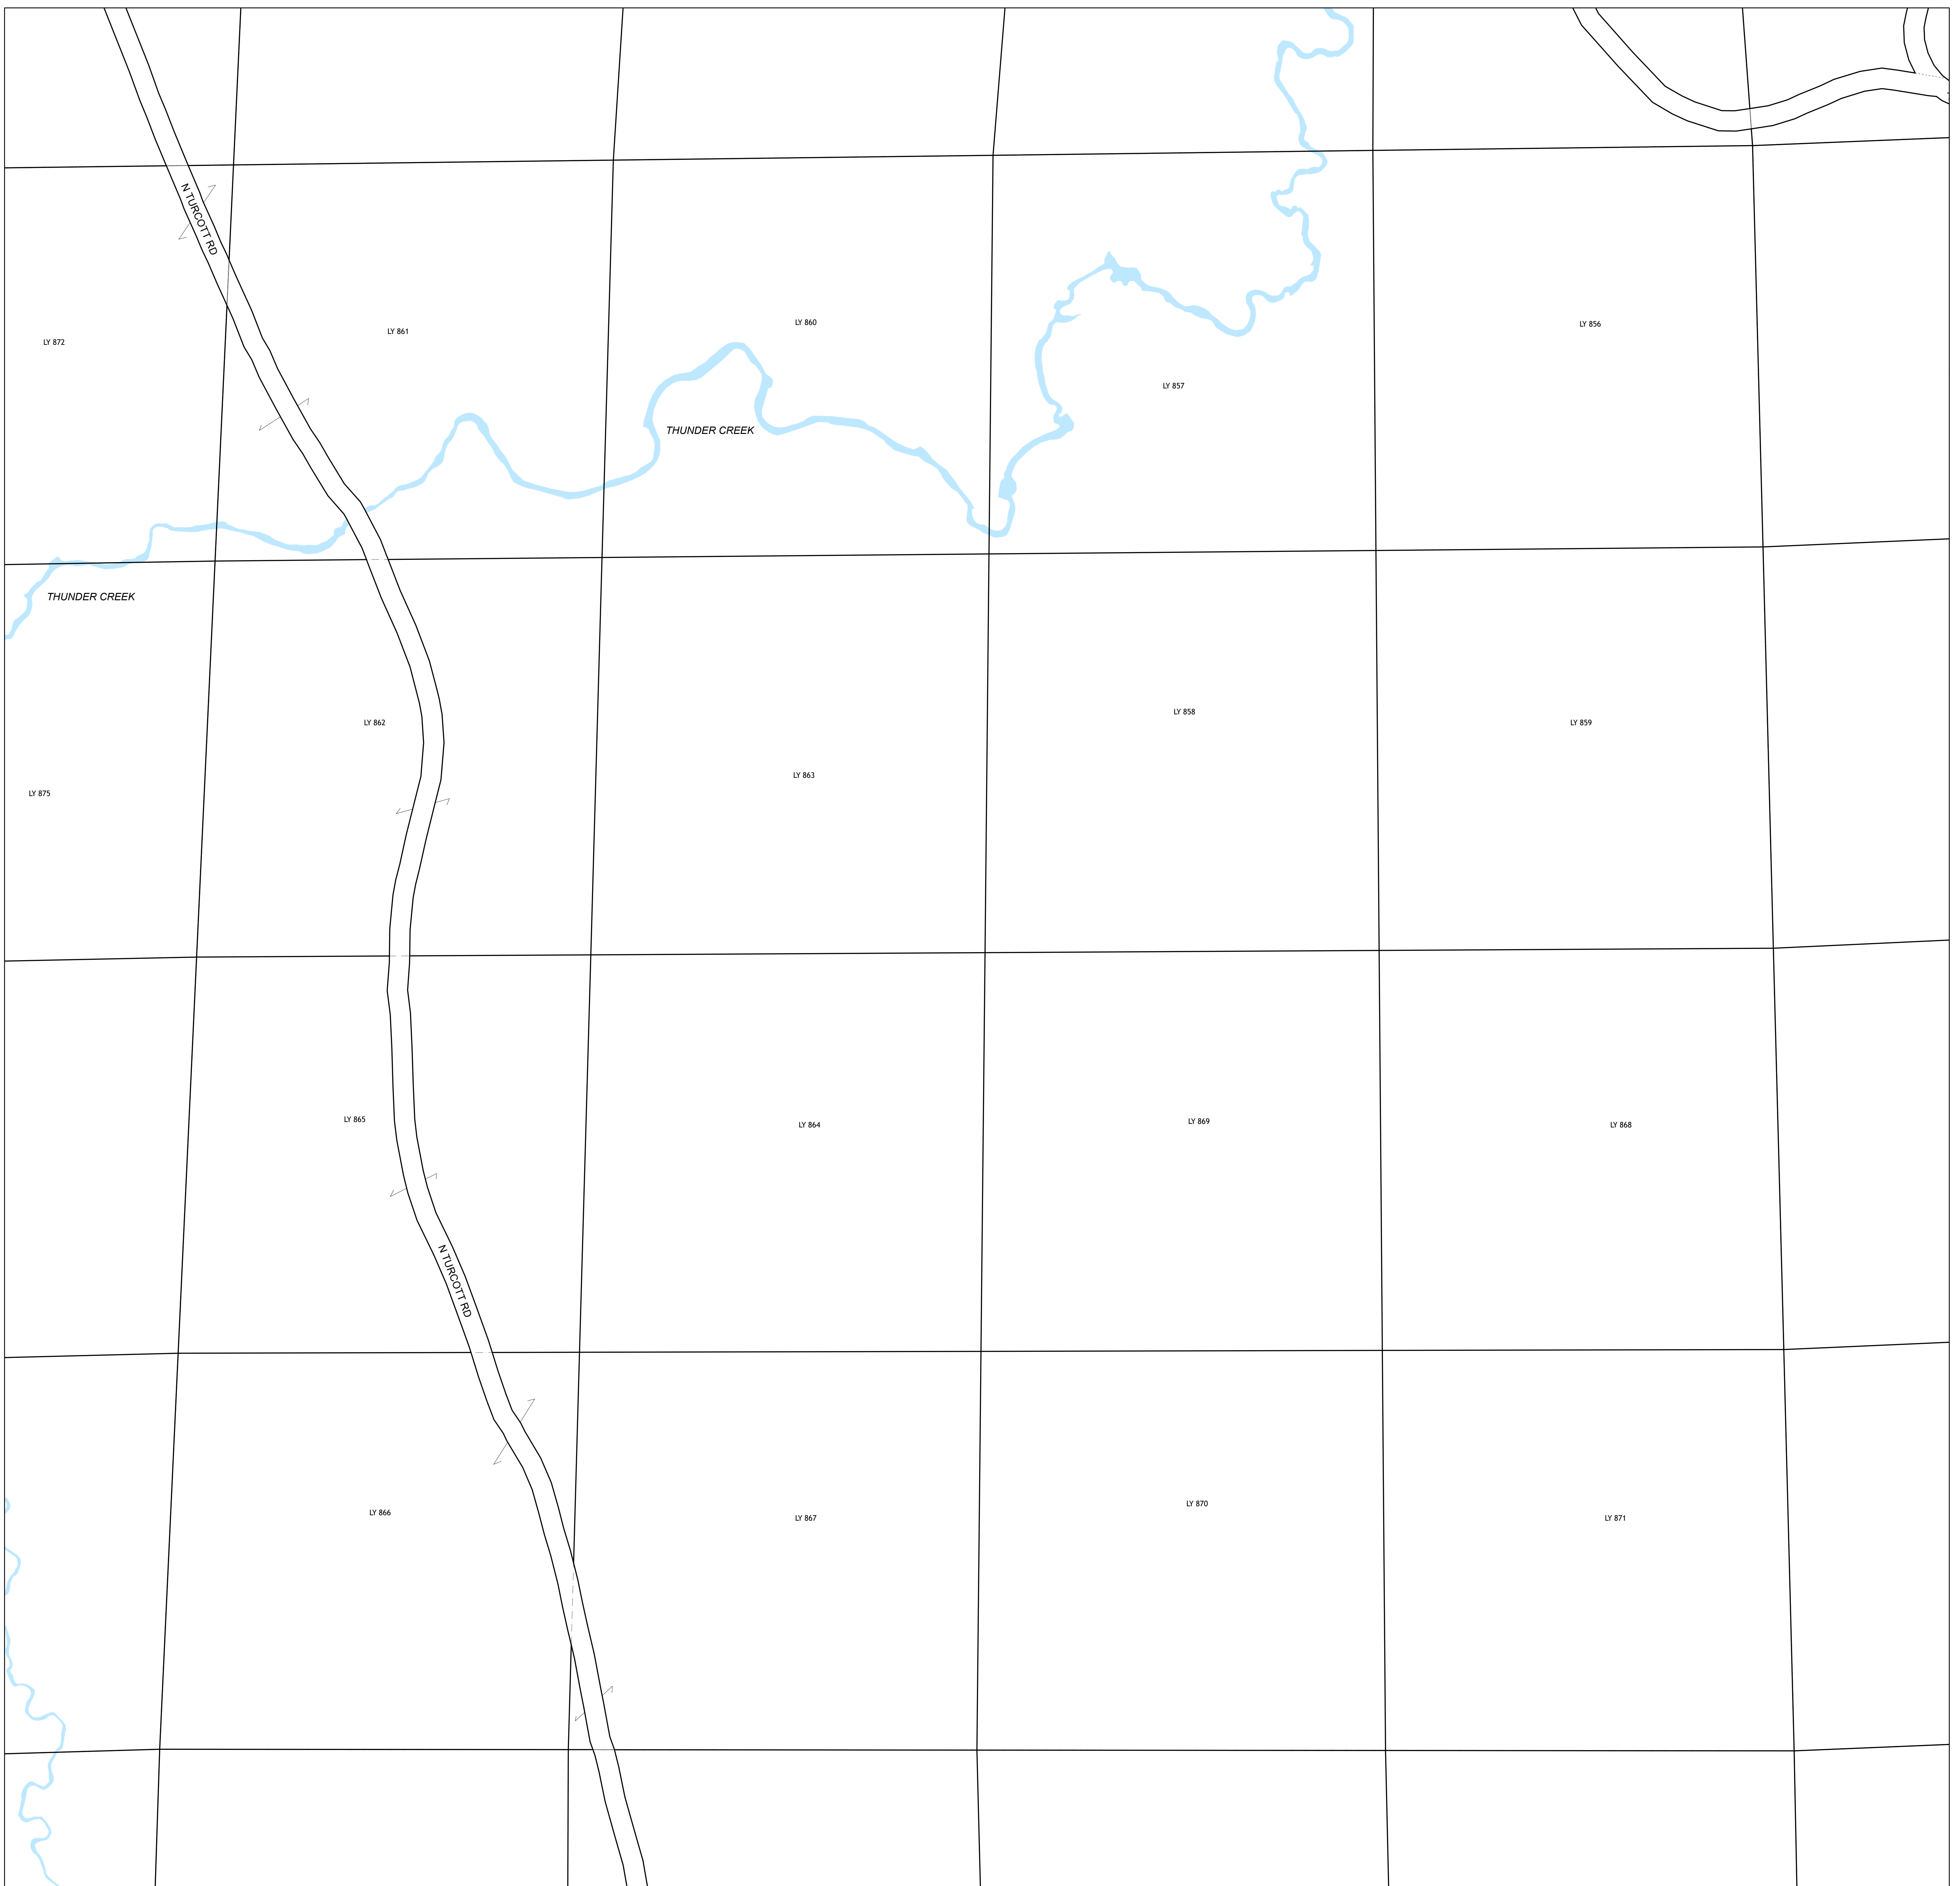 N TURCOTT RD
LY 860
LY 856
LY 861
LY 872
LY 857
THUNDER CREEK
THUNDER CREEK
LY 858
LY 862
LY 859
LY 863
LY 875
LY 865
LY 869
LY 864
LY 868
N TURCOTT RD
LY 870
LY 866
LY 867
LY 871